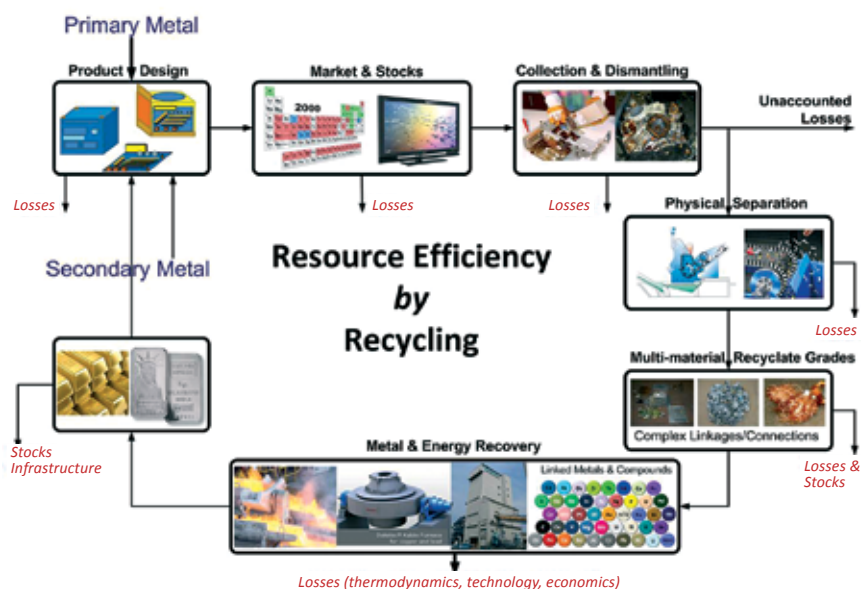 Primary Metal
Product Design
Market & Stocks
Collection & Dismantling
2000
Unaccounted
Losses
Losses
Losses
Losses
Physical Separation
Secondary Metal
Resource Efficiency
by
Recycling
Losses
Multi-material Recyclate Grades
Complex Linkages/Connections
Stocks
Infrastructure
Metal & Energy Recovery
Linked Metals & Compounds
Losses
& Stocks
Losses (thermodynamics, technology, economics)